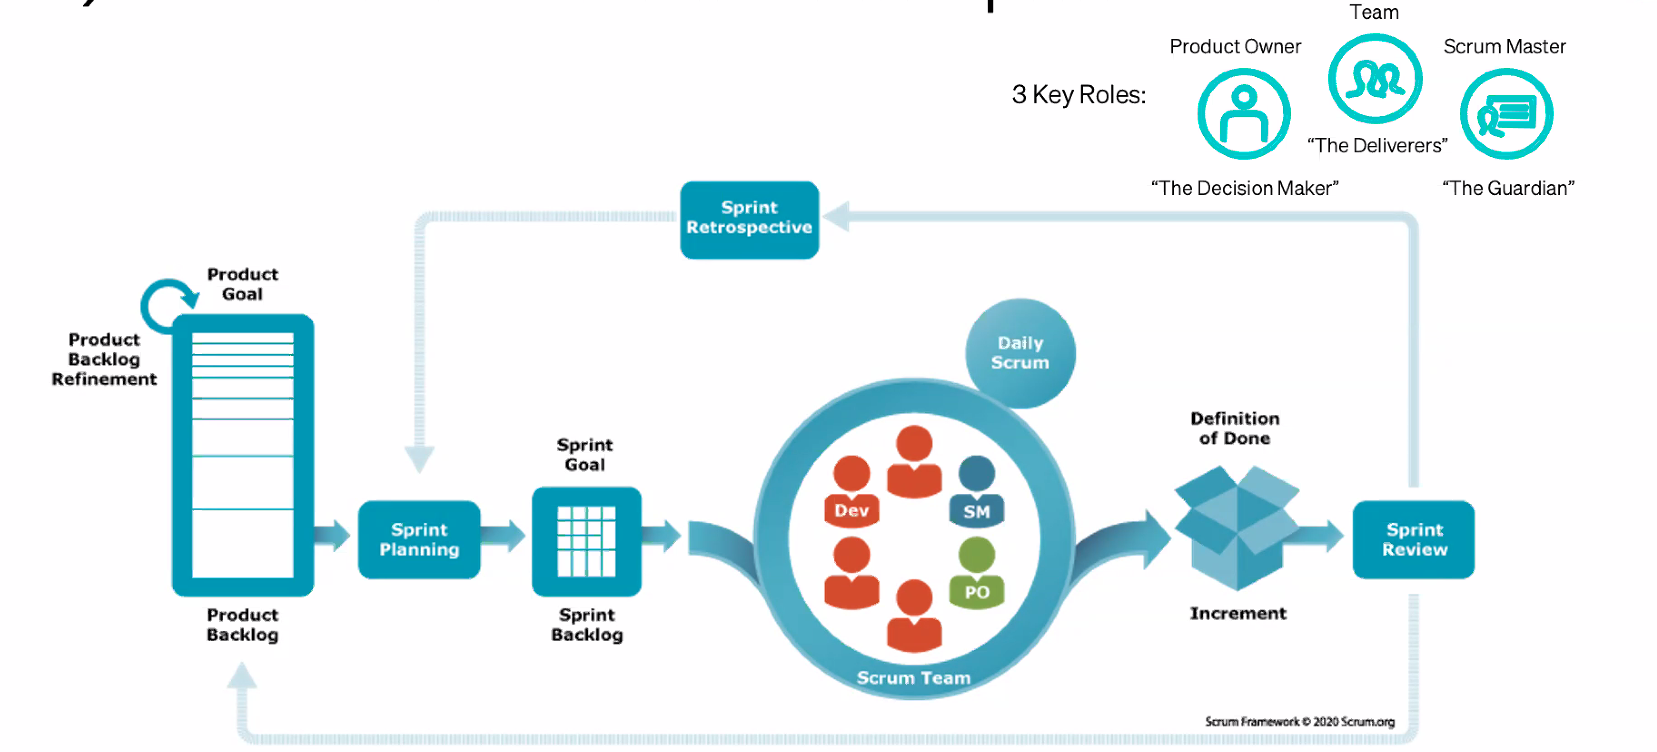 Team
Product Owner
Scrum Master
3 Key Roles:
“The Deliverers”
“The Decision Maker”
“The Guardian”
Sprint
Retrospective
Product
Goal
Product
Backlog
Refinement
Daily
Scrum
Definition
of Done
Sprint
Goal
Dev
SM
Sprint
Planning
Sprint
Review
PO
Product
Backlog
Sprint
Backlog
Increment
Scrum Team
Scrum Framework © 2020 Scrum.org